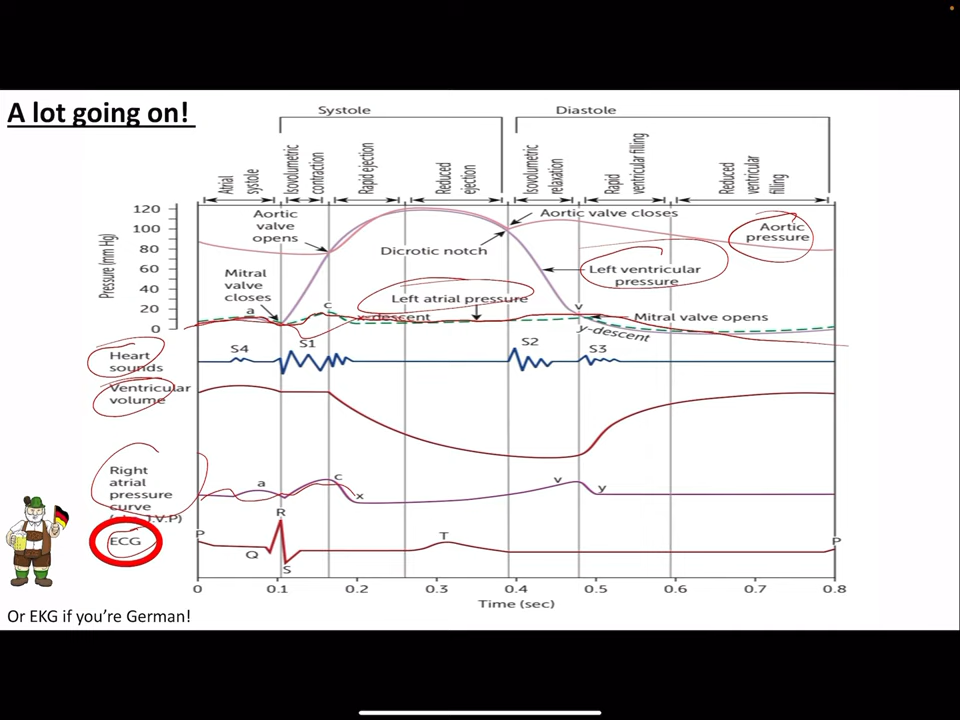 A lot going on!
Systole
Diastole
Atrial
systole
Isovolumetric
contraction
Rapid ejection
Reduced
ejection
Isovolumetric
relaxation
Rapid
ventricular filling
Reduced
ventricular
filling
Pressure (mm Hg)
120
100
80
60
40
20
0
Aortic
valve
opens
Aortic valve closes
Aortic
pressure
Dicrotic notch
Left ventricular
pressure
Mitral
valve
closes
Left atrial pressure
a
c
x-descent
v
Mitral valve opens
y-descent
Heart
sounds
S4
S1
S2
S3
Ventricular
volume
Right
atrial
pressure
curve
J.V.P)
a
c
x
v
y
ECG
P
Q
R
S
T
P
0
0.1
0.2
0.3
0.4
0.5
0.6
0.7
0.8
Time (sec)
Or EKG if you’re German!